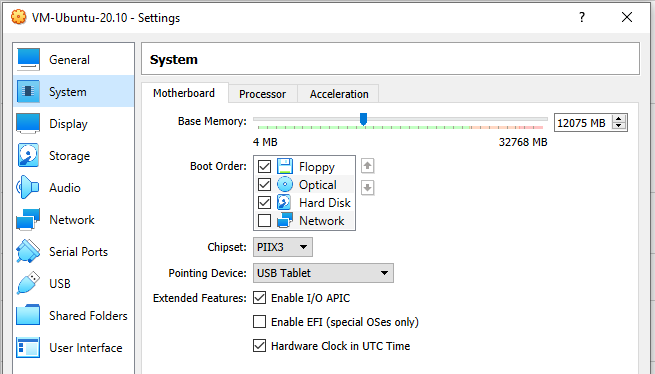 VM-Ubuntu-20.10 - Settings
?
General
System
Display
Storage
Audio
Network
Serial Ports
USB
Shared Folders
User Interface
System
Motherboard Processor Acceleration
Base Memory: 12075 MB
4 MB 32768 MB
Boot Order: Floppy
Optical
Hard Disk
Network
Chipset: PIIX3
Pointing Device: USB Tablet
Extended Features: Enable I/O APIC
Enable EFI (special OSes only)
Hardware Clock in UTC Time